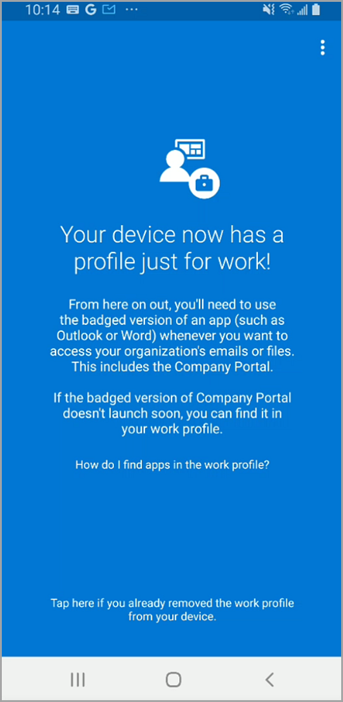 10:14 G ···
Your device now has a
profile just for work!
From here on out, you'll need to use
the badged version of an app (such as
Outlook or Word) whenever you want to
access your organization's emails or files.
This includes the Company Portal.
If the badged version of Company Portal
doesn't launch soon, you can find it in
your work profile.
How do I find apps in the work profile?
Tap here if you already removed the work profile
from your device.